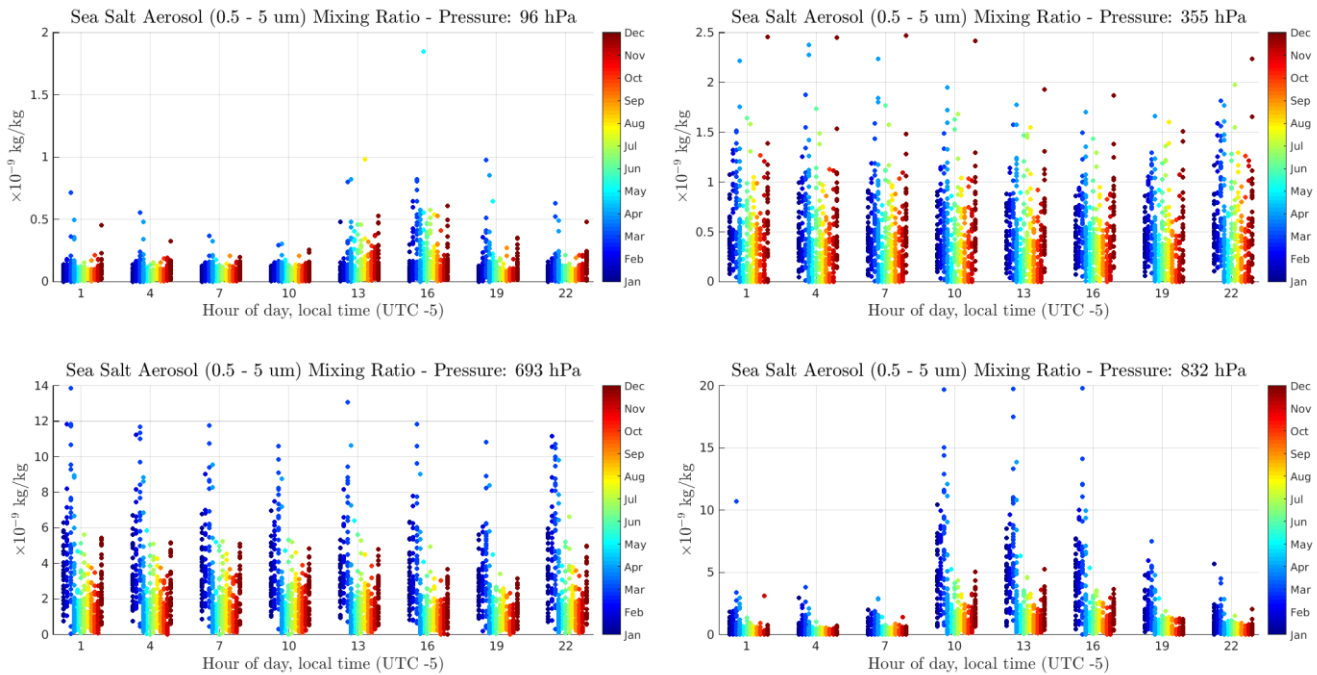 Sea Salt Aerosol (0.5 - 5 um) Mixing Ratio - Pressure: 96 hPa
2
1.5
1
0.5
0
×10⁻⁹ kg/kg
1 4 7 10 13 16 19 22
Hour of day, local time (UTC -5)
Dec
Nov
Oct
Sep
Aug
Jul
Jun
May
Apr
Mar
Feb
Jan
Sea Salt Aerosol (0.5 - 5 um) Mixing Ratio - Pressure: 355 hPa
2.5
2
1.5
1
0.5
0
×10⁻⁹ kg/kg
1 4 7 10 13 16 19 22
Hour of day, local time (UTC -5)
Dec
Nov
Oct
Sep
Aug
Jul
Jun
May
Apr
Mar
Feb
Jan
Sea Salt Aerosol (0.5 - 5 um) Mixing Ratio - Pressure: 693 hPa
14
12
10
8
6
4
2
0
×10⁻⁹ kg/kg
1 4 7 10 13 16 19 22
Hour of day, local time (UTC -5)
Dec
Nov
Oct
Sep
Aug
Jul
Jun
May
Apr
Mar
Feb
Jan
Sea Salt Aerosol (0.5 - 5 um) Mixing Ratio - Pressure: 832 hPa
20
15
10
5
0
×10⁻⁹ kg/kg
1 4 7 10 13 16 19 22
Hour of day, local time (UTC -5)
Dec
Nov
Oct
Sep
Aug
Jul
Jun
May
Apr
Mar
Feb
Jan